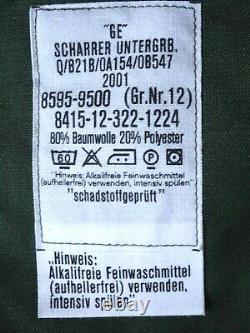 "GE"
SCHARRER UNTERGRB.
Q/B21B/0A154/0B547
2001
8595-9500 (Gr.Nr.12)
8415-12-322-1224
80% Baumwolle 20% Polyester
60 P
"Hinweis: Alkalifreie Feinwaschmittel
(aufhellerfrei) verwenden, intensiv spülen"
"schadstoffgeprüft"
"Hinweis:
Alkalifreie Feinwaschmittel
(aufhellerfrei) verwenden,
intensiv spülen"